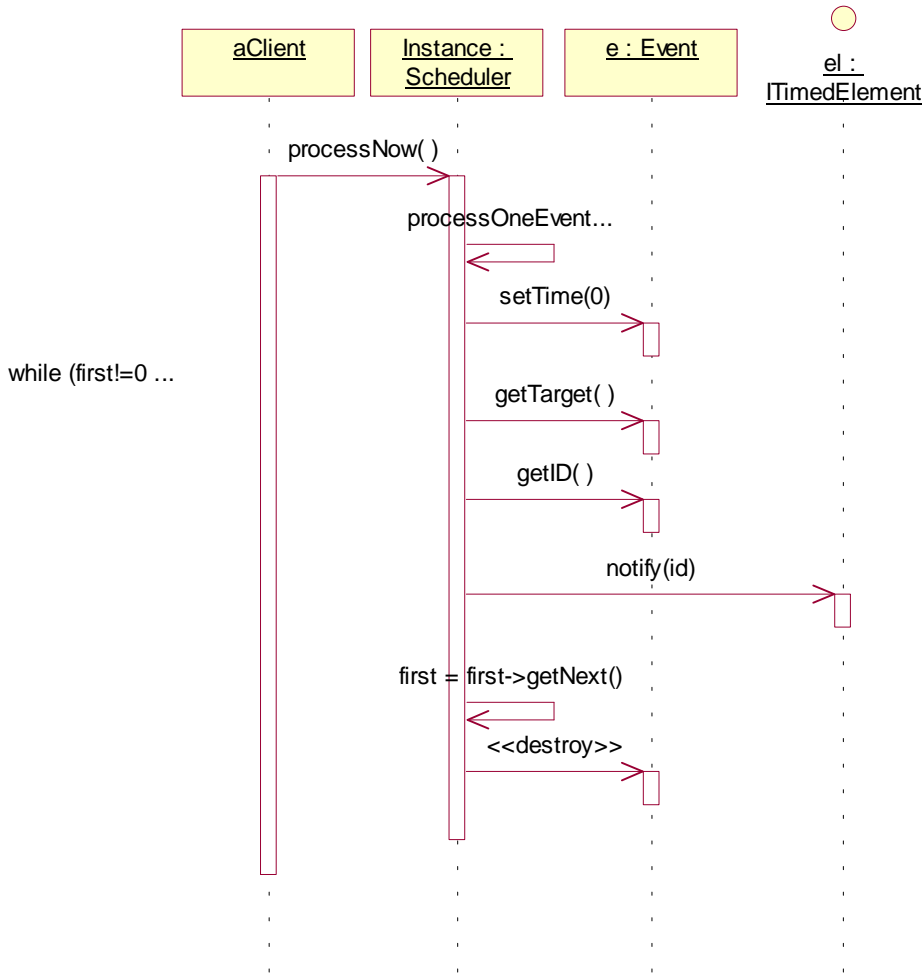 aClient
Instance :
Scheduler
e : Event
el :
ITimedElement
processNow( )
processOneEvent...
setTime(0)
while (first!=0 ...
getTarget( )
getID( )
notify(id)
first = first->getNext()
<<destroy>>